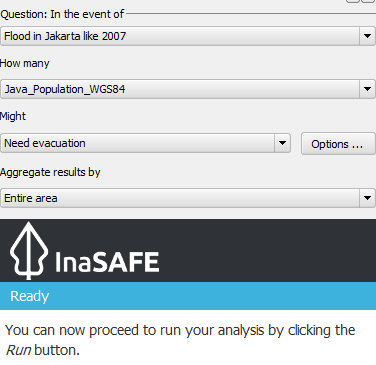 Question: In the event of
Flood in Jakarta like 2007
How many
Java_Population_WGS84
Might
Need evacuation
Options ...
Aggregate results by
Entire area
InaSAFE
Ready
You can now proceed to run your analysis by clicking the
Run button.